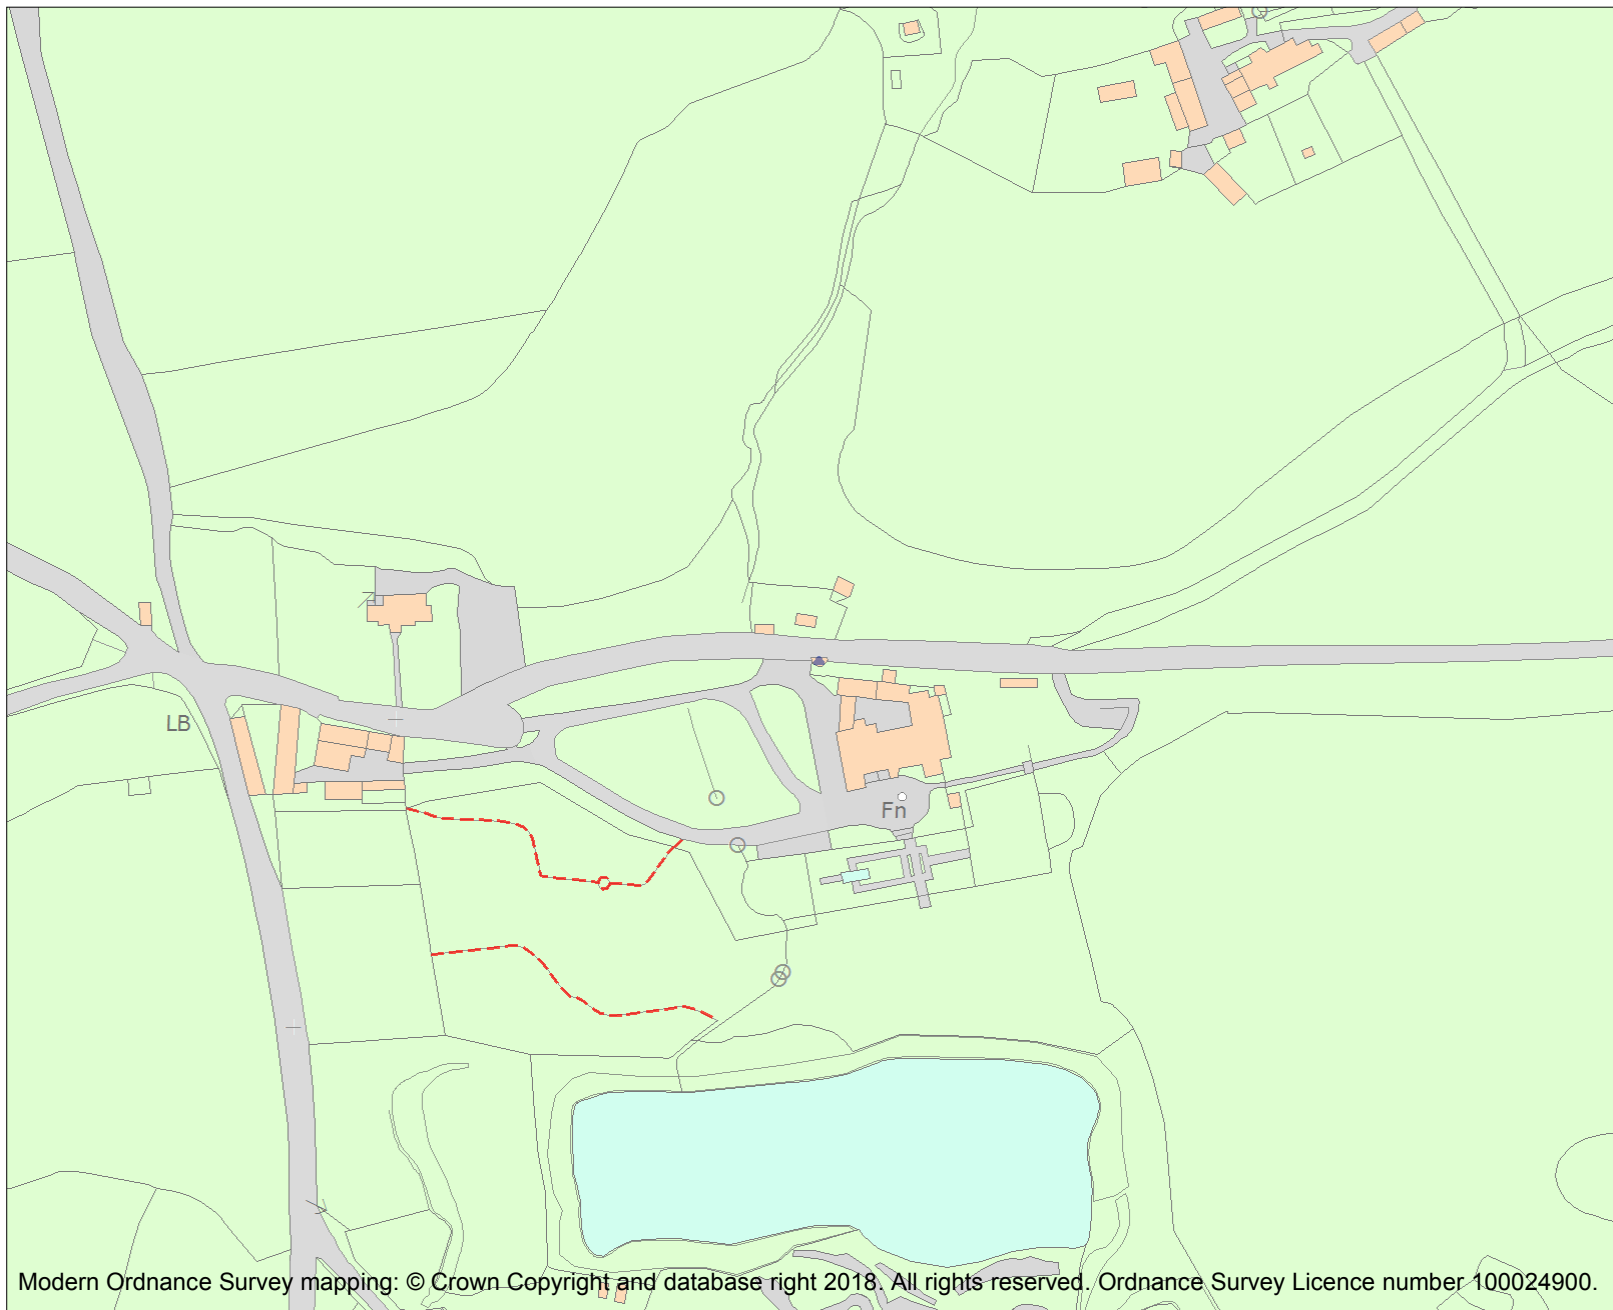 LB
Fn
Modern Ordnance Survey mapping: © Crown Copyright and database right 2018. All rights reserved. Ordnance Survey Licence number 100024900.